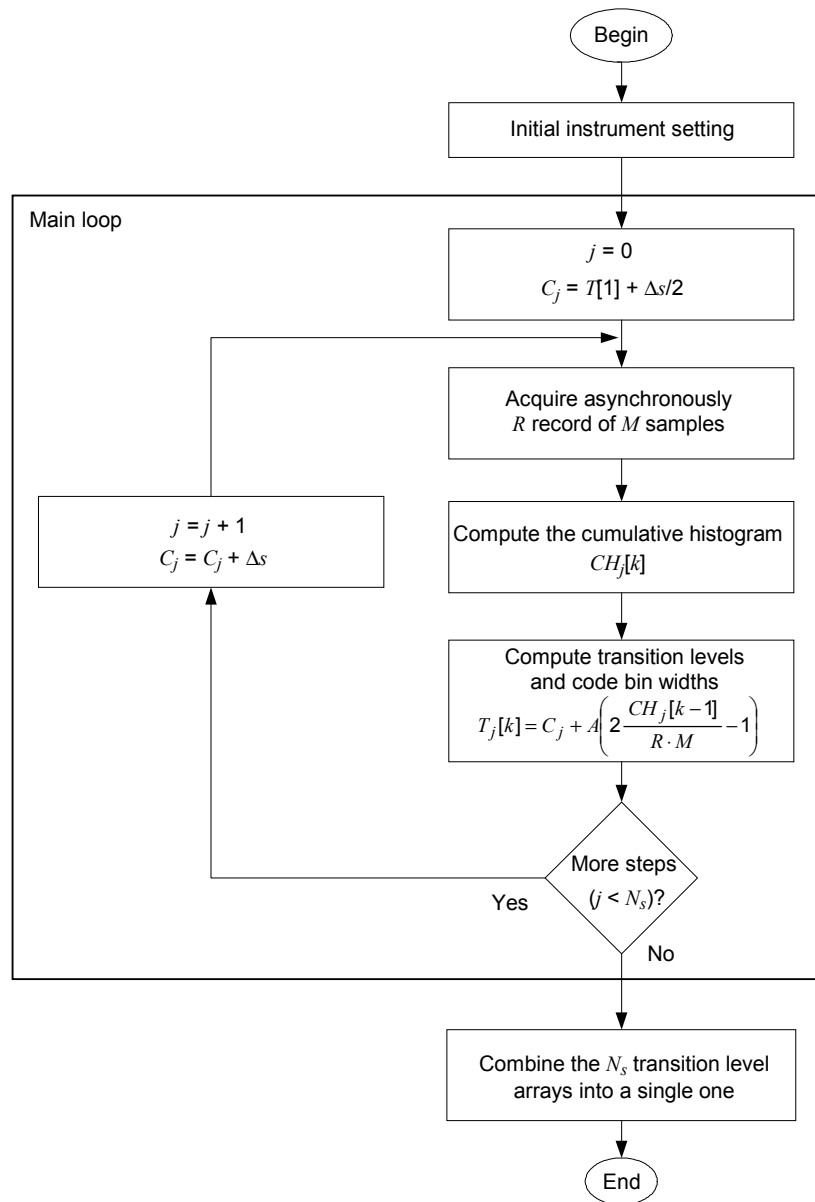 Begin
Initial instrument setting
Main loop
j = 0
C_j = T[1] + Δs/2
Acquire asynchronously
R record of M samples
j = j + 1
C_j = C_j + Δs
Compute the cumulative histogram
CH_j[k]
Compute transition levels
and code bin widths
T_j[k] = C_j + A(2 CH_j[k−1] / R·M − 1)
More steps
(j < N_s)?
Yes
No
Combine the N_s transition level
arrays into a single one
End